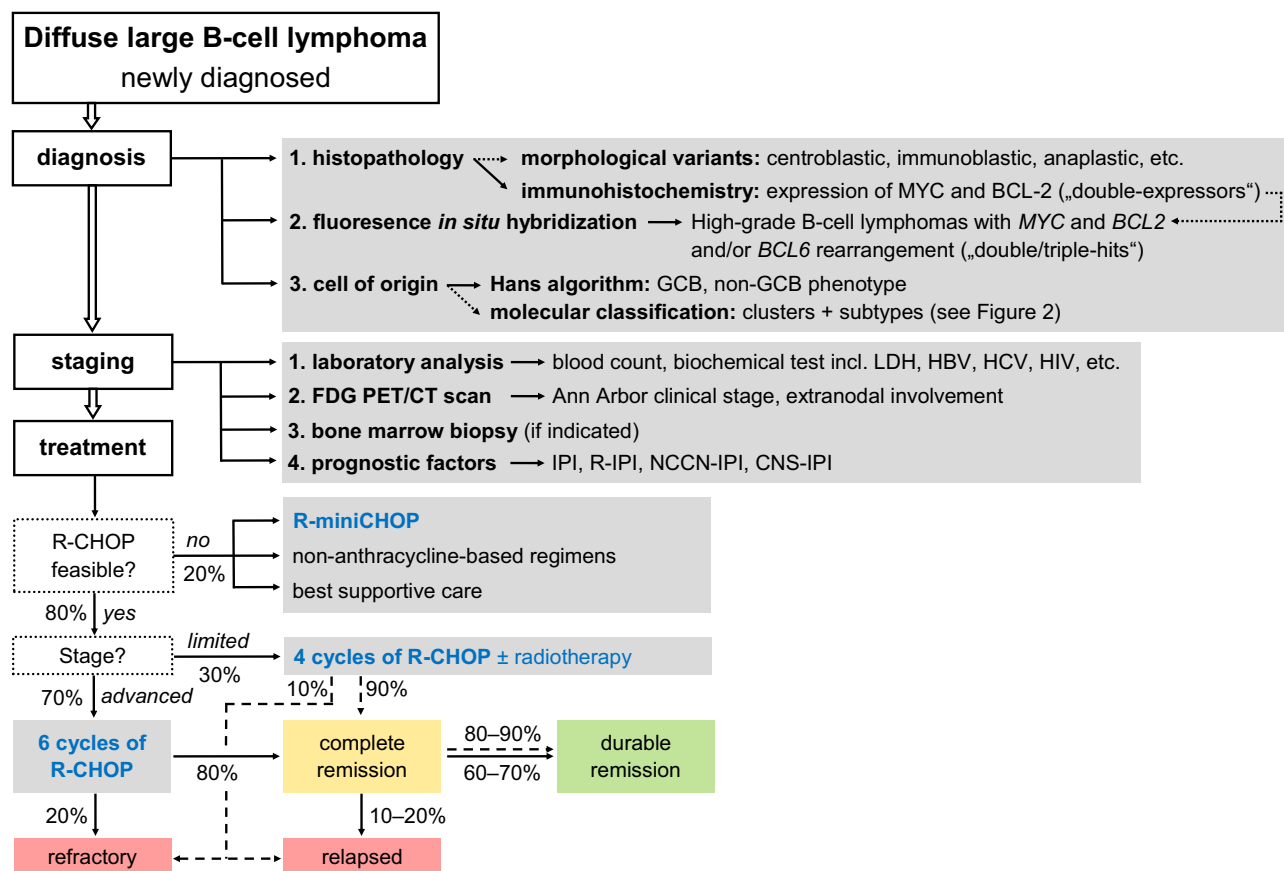 Diffuse large B-cell lymphoma
newly diagnosed
diagnosis
1. histopathology
morphological variants: centroblastic, immunoblastic, anaplastic, etc.
immunohistochemistry: expression of MYC and BCL-2 („double-expressors“)
2. fluoresence in situ hybridization
High-grade B-cell lymphomas with MYC and BCL2
and/or BCL6 rearrangement („double/triple-hits“)
3. cell of origin
Hans algorithm: GCB, non-GCB phenotype
molecular classification: clusters + subtypes (see Figure 2)
staging
1. laboratory analysis
blood count, biochemical test incl. LDH, HBV, HCV, HIV, etc.
2. FDG PET/CT scan
Ann Arbor clinical stage, extranodal involvement
3. bone marrow biopsy (if indicated)
4. prognostic factors
IPI, R-IPI, NCCN-IPI, CNS-IPI
treatment
R-CHOP
feasible?
no
20%
R-miniCHOP
non-anthracycline-based regimens
best supportive care
80%
yes
Stage?
limited
30%
4 cycles of R-CHOP ± radiotherapy
70%
advanced
10%
90%
6 cycles of
R-CHOP
80%
complete
remission
80–90%
60–70%
durable
remission
20%
10–20%
refractory
relapsed